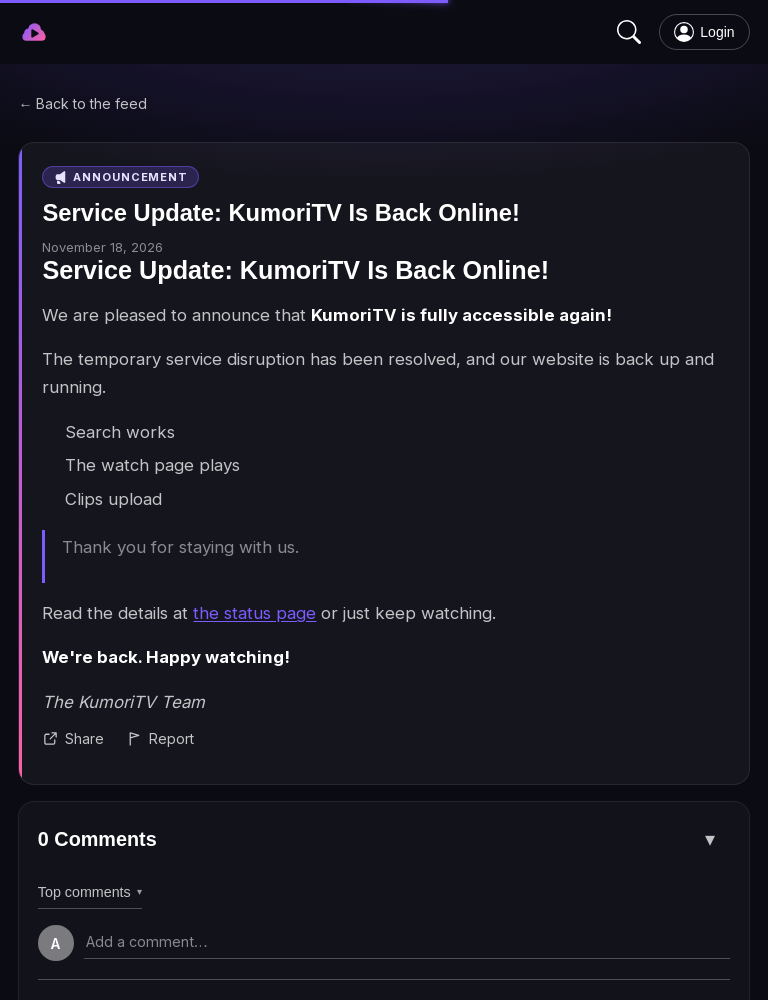 Login
← Back to the feed
ANNOUNCEMENT
Service Update: KumoriTV Is Back Online!
November 18, 2026
Service Update: KumoriTV Is Back Online!
We are pleased to announce that KumoriTV is fully accessible again!
The temporary service disruption has been resolved, and our website is back up and
running.
Search works
The watch page plays
Clips upload
Thank you for staying with us.
Read the details at the status page or just keep watching.
We're back. Happy watching!
The KumoriTV Team
Share Report
0 Comments ▼
Top comments ▾
A Add a comment…